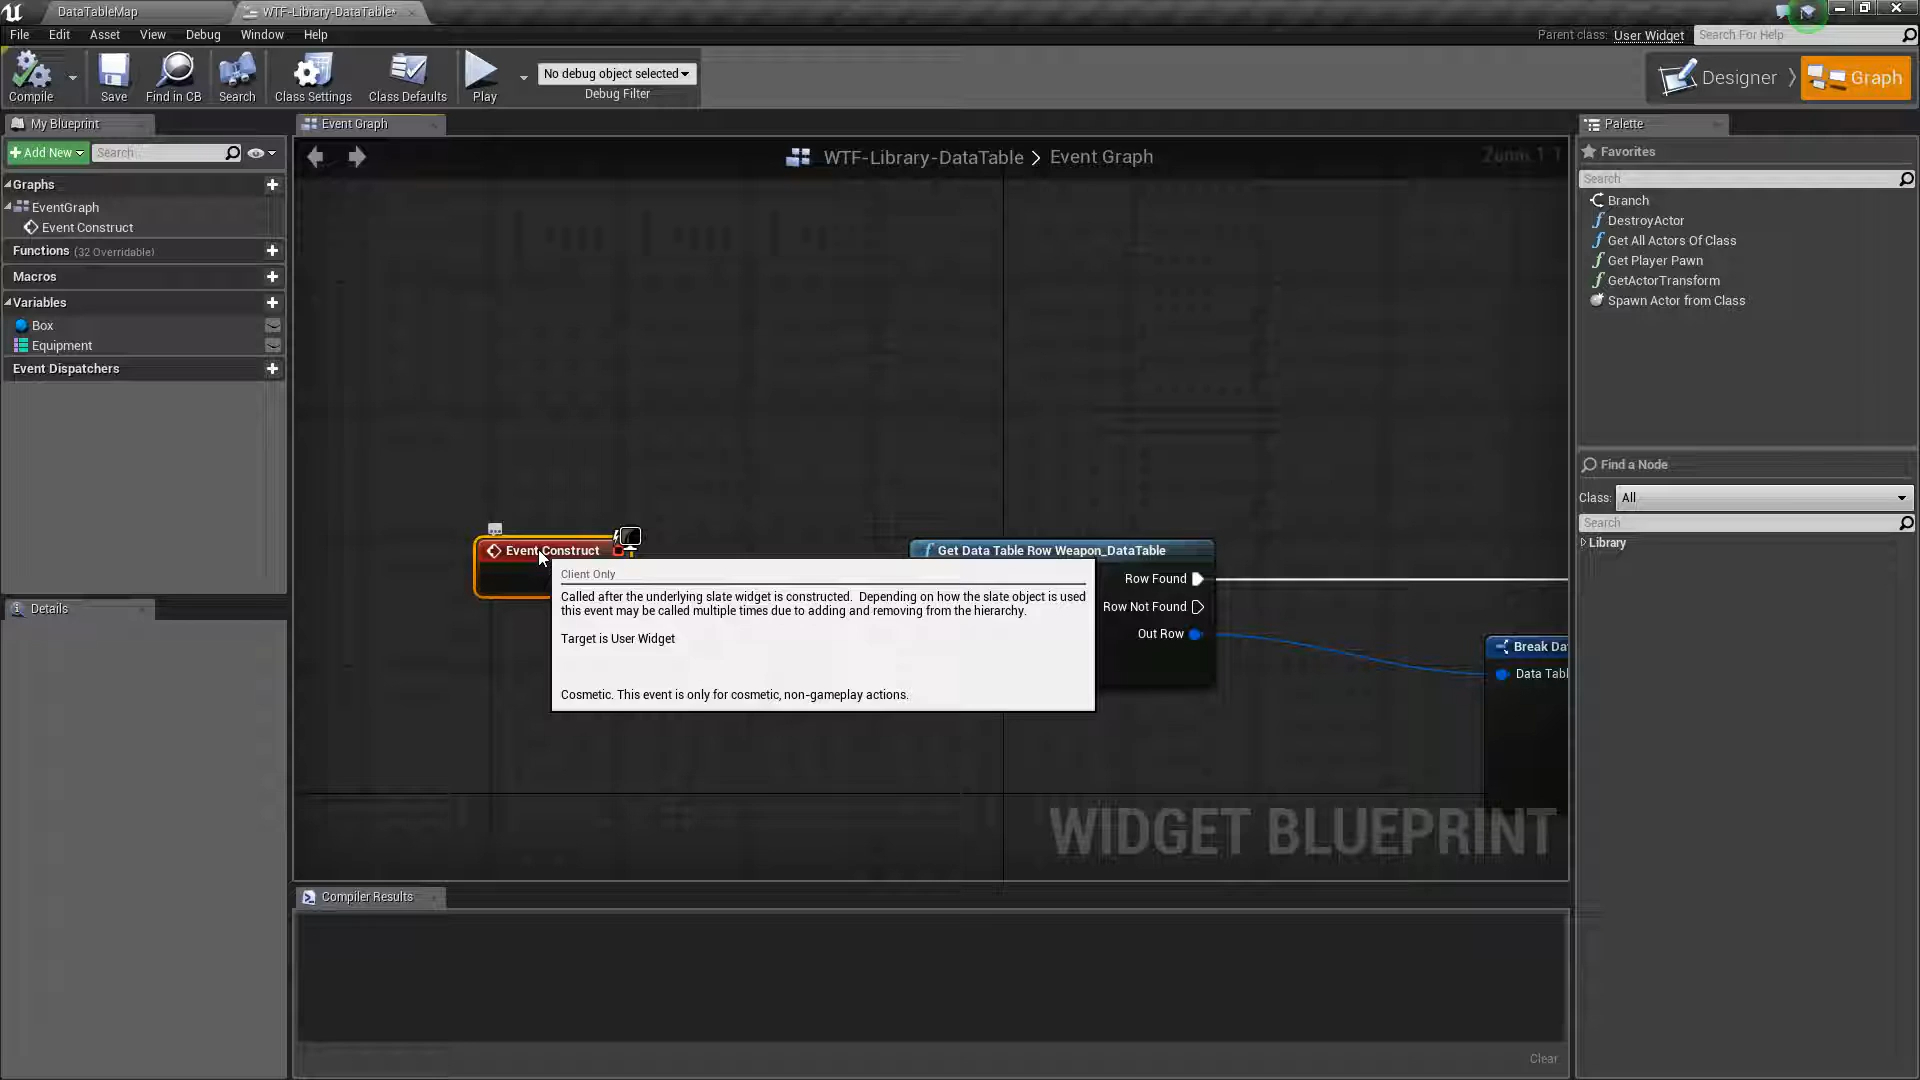 DataTableMap
WTF-Library-DataTable*
File Edit Asset View Debug Window Help
Parent class: User Widget
Search For Help
Compile
Save
Find in CB
Search
Class Settings
Class Defaults
Play
No debug object selected
Debug Filter
Designer
Graph
My Blueprint
Add New
Search
Graphs
EventGraph
Event Construct
Functions (32 Overridable)
Macros
Variables
Box
Equipment
Event Dispatchers
Details
Event Graph
WTF-Library-DataTable > Event Graph
Zoom 1:1
Event Construct
Client Only
Called after the underlying slate widget is constructed. Depending on how the slate object is used
this event may be called multiple times due to adding and removing from the hierarchy.
Target is User Widget
Cosmetic. This event is only for cosmetic, non-gameplay actions.
Get Data Table Row Weapon_DataTable
Row Found
Row Not Found
Out Row
Break Da
Data Tabl
WIDGET BLUEPRINT
Compiler Results
Clear
Palette
Favorites
Search
Branch
DestroyActor
Get All Actors Of Class
Get Player Pawn
GetActorTransform
Spawn Actor from Class
Find a Node
Class: All
Search
Library